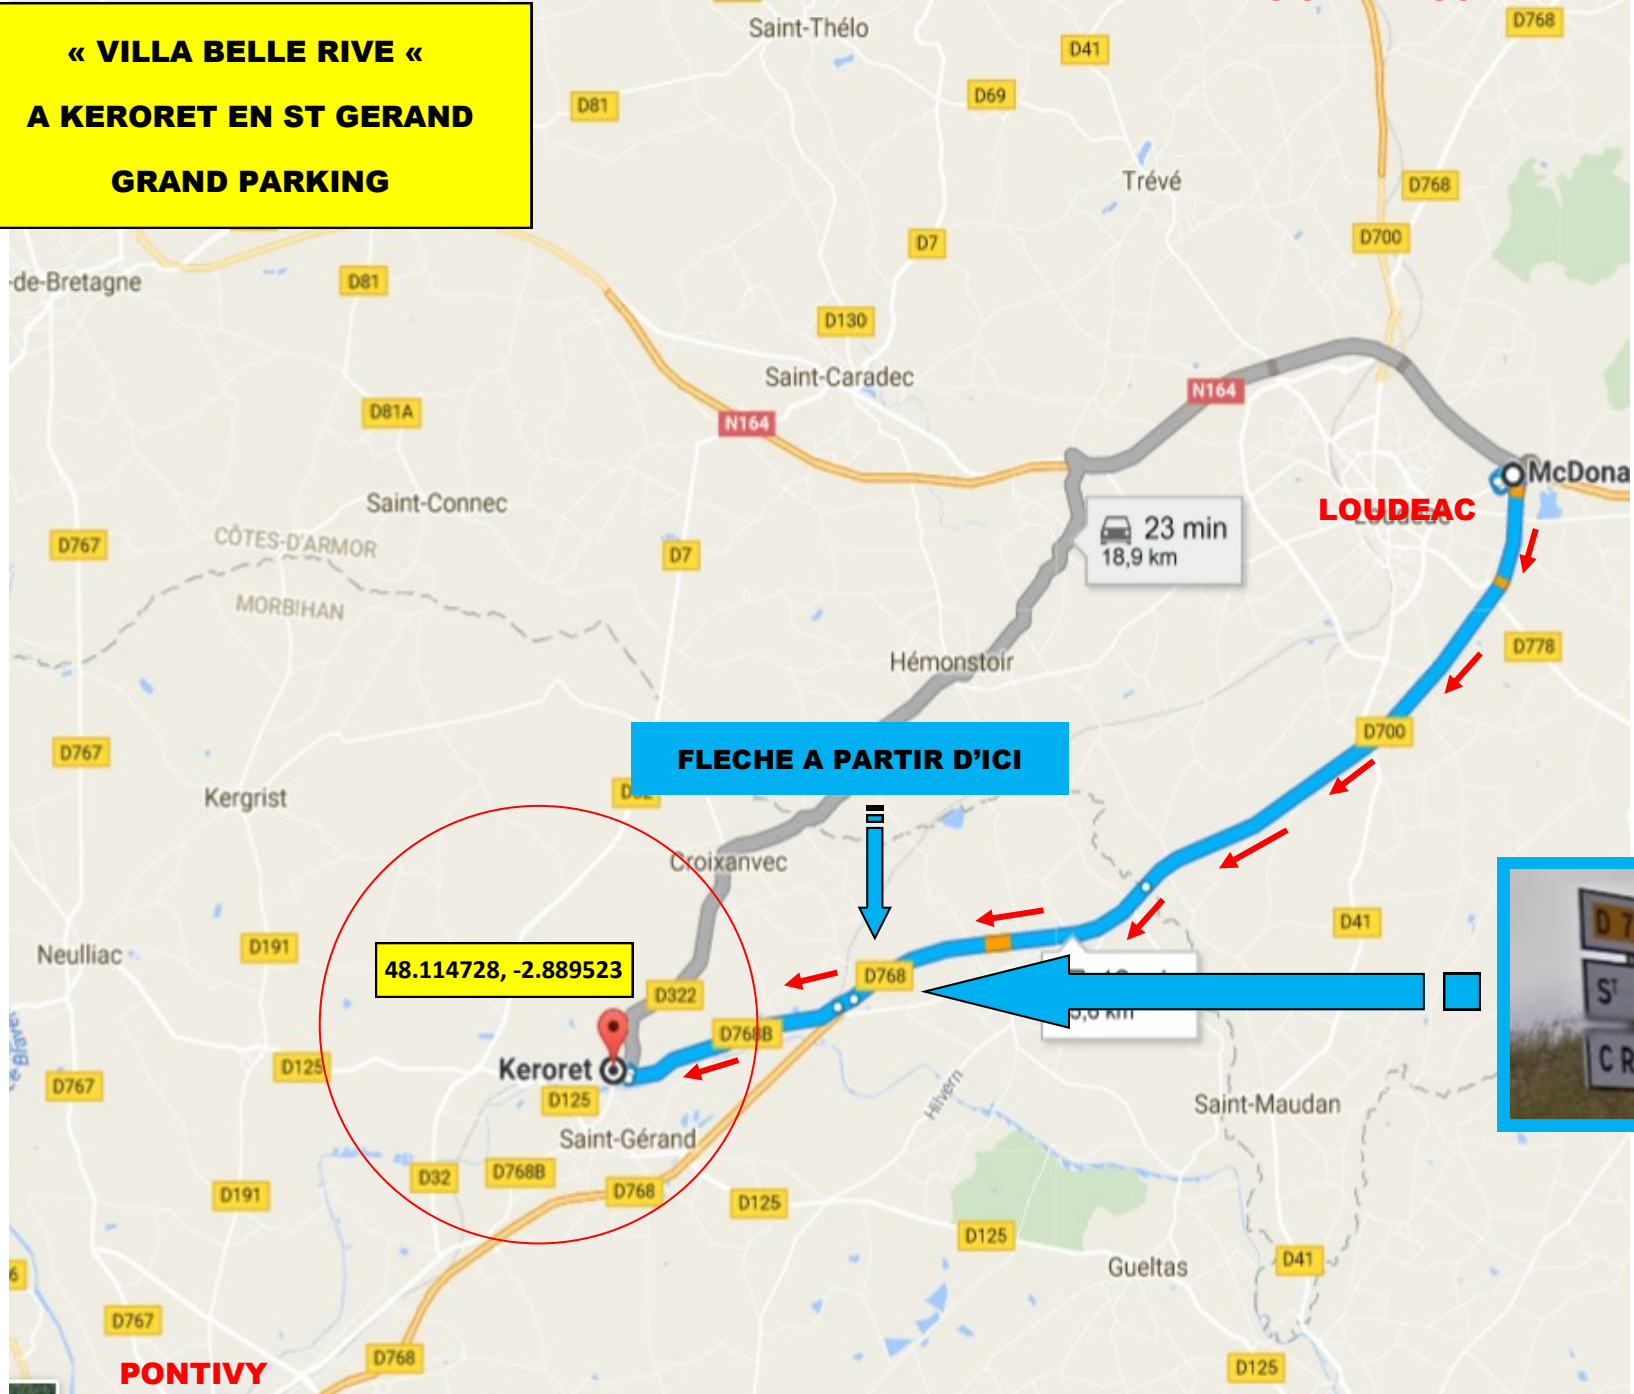 « VILLA BELLE RIVE «
A KERORET EN ST GERAND
GRAND PARKING
Saint-Thélo
D768
D41
D81
D69
Trévé
D768
D700
D7
-de-Bretagne
D81
D130
Saint-Caradec
N164
D81A
N164
McDona
LOUDEAC
Saint-Connec
CÔTES-D'ARMOR
23 min
18,9 km
D767
D7
MORBIHAN
D778
Hémonstoir
D700
D767
FLECHE A PARTIR D'ICI
Kergrist
Croixanvec
D41
D191
Neulliac
48.114728, -2.889523
D768
D7
D322
ST
CR
D768B
Keroret
D125
D767
D125
Hilvern
Saint-Maudan
Saint-Gérand
D32
D768B
D191
D768
D125
D125
Gueltas
D41
D767
D768
D125
PONTIVY